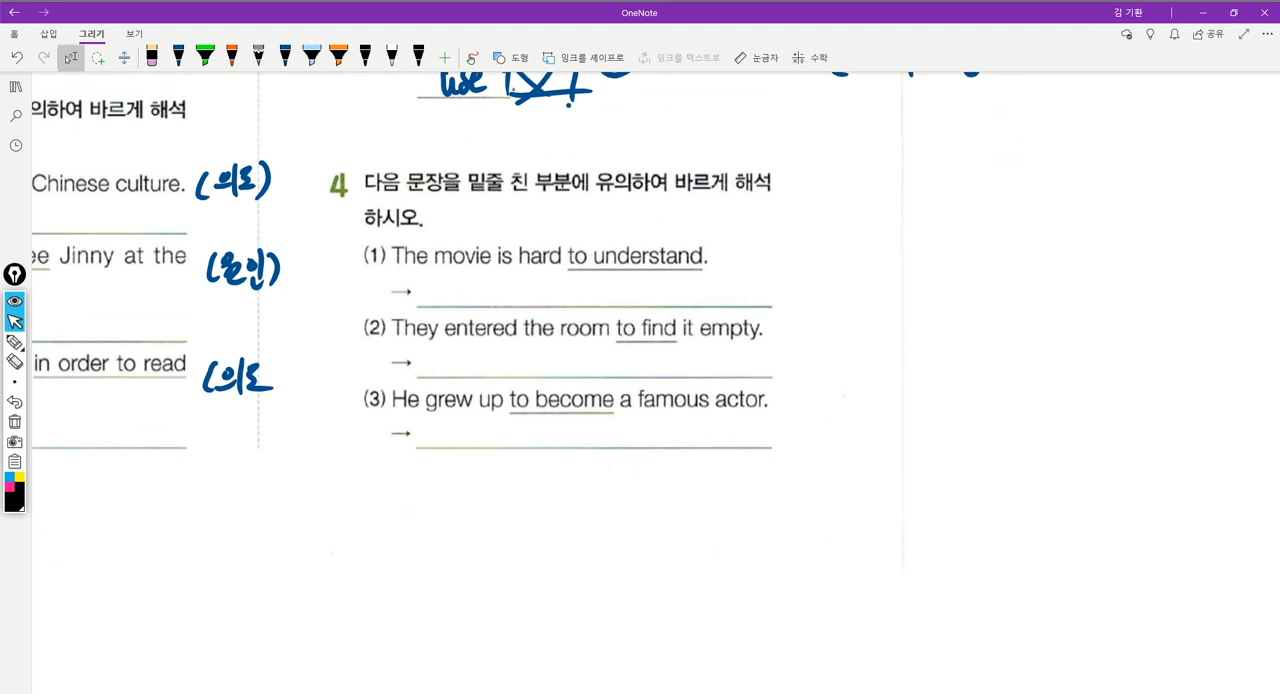 OneNote
김 기환
홈 삽입 그리기 보기
공유
도형 잉크를 셰이프로 잉크를 텍스트로 눈금자 수학
의하여 바르게 해석
Chinese culture. (의도)
ee Jinny at the (원인)
in order to read (의도
use
4 다음 문장을 밑줄 친 부분에 유의하여 바르게 해석
하시오.
(1) The movie is hard to understand.
→
(2) They entered the room to find it empty.
→
(3) He grew up to become a famous actor.
→